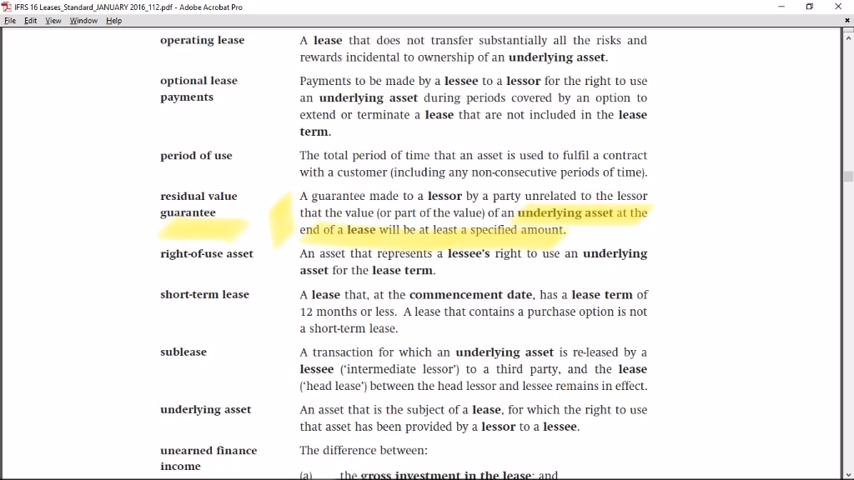 IFRS 16 Leases_Standard_JANUARY 2016_112.pdf - Adobe Acrobat Pro
File Edit View Window Help
operating lease A lease that does not transfer substantially all the risks and
rewards incidental to ownership of an underlying asset.
optional lease Payments to be made by a lessee to a lessor for the right to use
payments an underlying asset during periods covered by an option to
extend or terminate a lease that are not included in the lease
term.
period of use The total period of time that an asset is used to fulfil a contract
with a customer (including any non-consecutive periods of time).
residual value A guarantee made to a lessor by a party unrelated to the lessor
guarantee that the value (or part of the value) of an underlying asset at the
end of a lease will be at least a specified amount.
right-of-use asset An asset that represents a lessee's right to use an underlying
asset for the lease term.
short-term lease A lease that, at the commencement date, has a lease term of
12 months or less. A lease that contains a purchase option is not
a short-term lease.
sublease A transaction for which an underlying asset is re-leased by a
lessee ('intermediate lessor') to a third party, and the lease
('head lease') between the head lessor and lessee remains in effect.
underlying asset An asset that is the subject of a lease, for which the right to use
that asset has been provided by a lessor to a lessee.
unearned finance The difference between:
income
(a) the gross investment in the lease; and